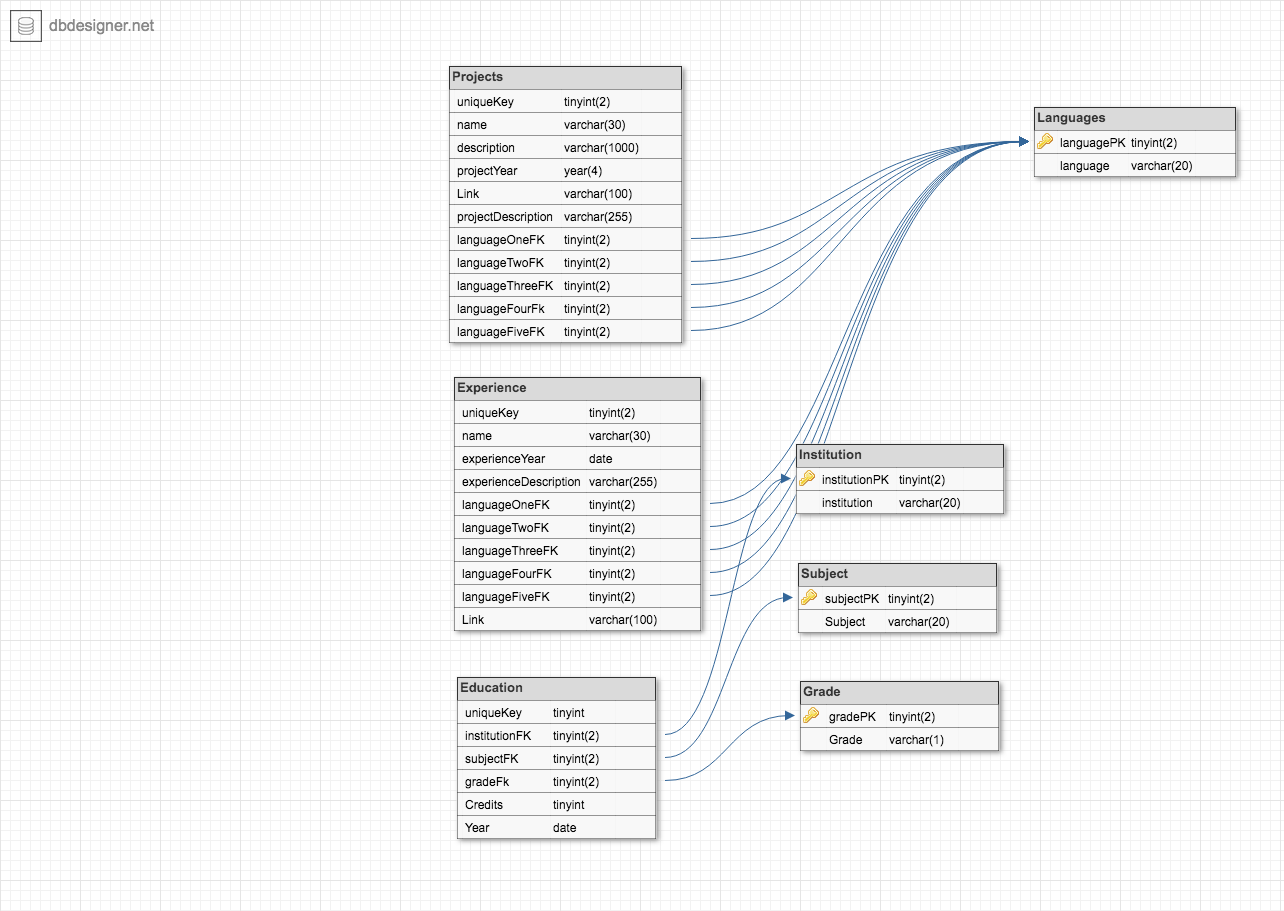 dbdesigner.net
Projects
uniqueKey tinyint(2)
name varchar(30)
description varchar(1000)
projectYear year(4)
Link varchar(100)
projectDescription varchar(255)
languageOneFK tinyint(2)
languageTwoFK tinyint(2)
languageThreeFK tinyint(2)
languageFourFk tinyint(2)
languageFiveFK tinyint(2)
Languages
languagePK tinyint(2)
language varchar(20)
Experience
uniqueKey tinyint(2)
name varchar(30)
experienceYear date
experienceDescription varchar(255)
languageOneFK tinyint(2)
languageTwoFK tinyint(2)
languageThreeFK tinyint(2)
languageFourFK tinyint(2)
languageFiveFK tinyint(2)
Link varchar(100)
Institution
institutionPK tinyint(2)
institution varchar(20)
Subject
subjectPK tinyint(2)
Subject varchar(20)
Education
uniqueKey tinyint
institutionFK tinyint(2)
subjectFK tinyint(2)
gradeFk tinyint(2)
Credits tinyint
Year date
Grade
gradePK tinyint(2)
Grade varchar(1)